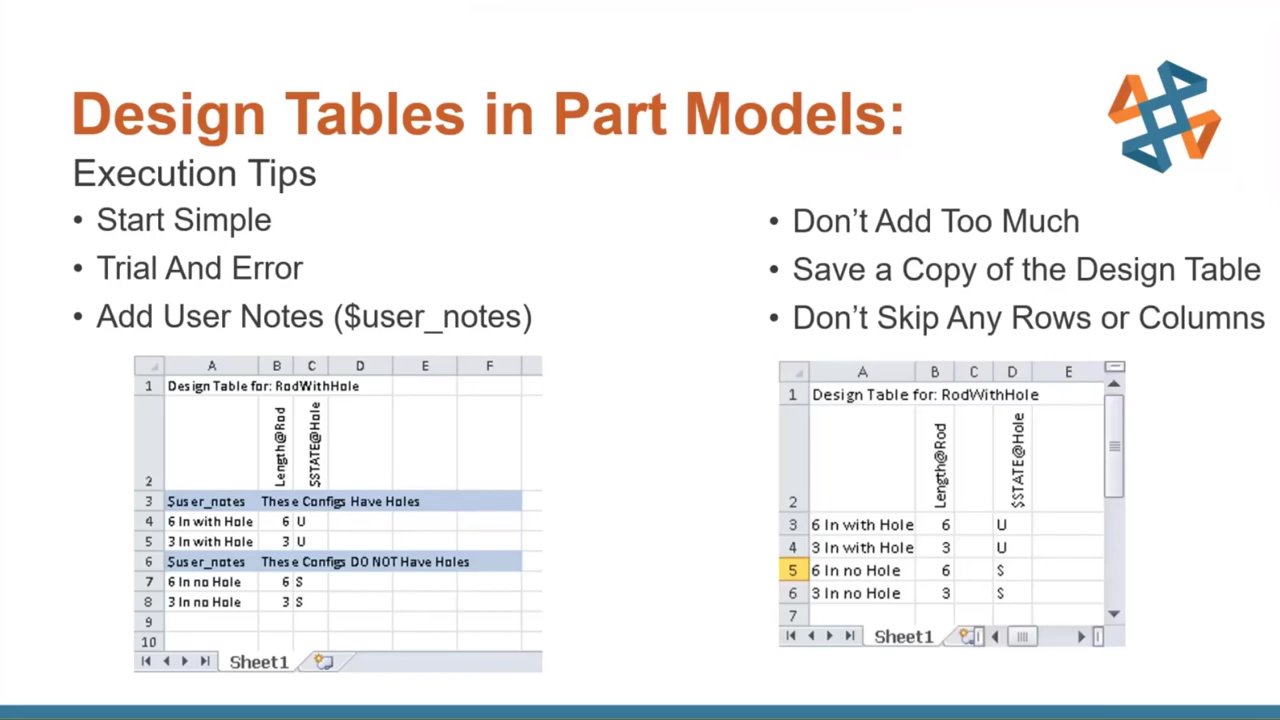 Design Tables in Part Models:
Execution Tips
• Start Simple
• Trial And Error
• Add User Notes ($user_notes)
• Don’t Add Too Much
• Save a Copy of the Design Table
• Don’t Skip Any Rows or Columns
A B C D E F
1 Design Table for: RodWithHole
2 Length@Rod $STATE@Hole
3 $user_notes These Configs Have Holes
4 6 In with Hole 6 U
5 3 In with Hole 3 U
6 $user_notes These Configs DO NOT Have Holes
7 6 In no Hole 6 S
8 3 In no Hole 3 S
9
10
Sheet1
A B C D E
1 Design Table for: RodWithHole
2 Length@Rod $STATE@Hole
3 6 In with Hole 6 U
4 3 In with Hole 3 U
5 6 In no Hole 6 S
6 3 In no Hole 3 S
7
Sheet1